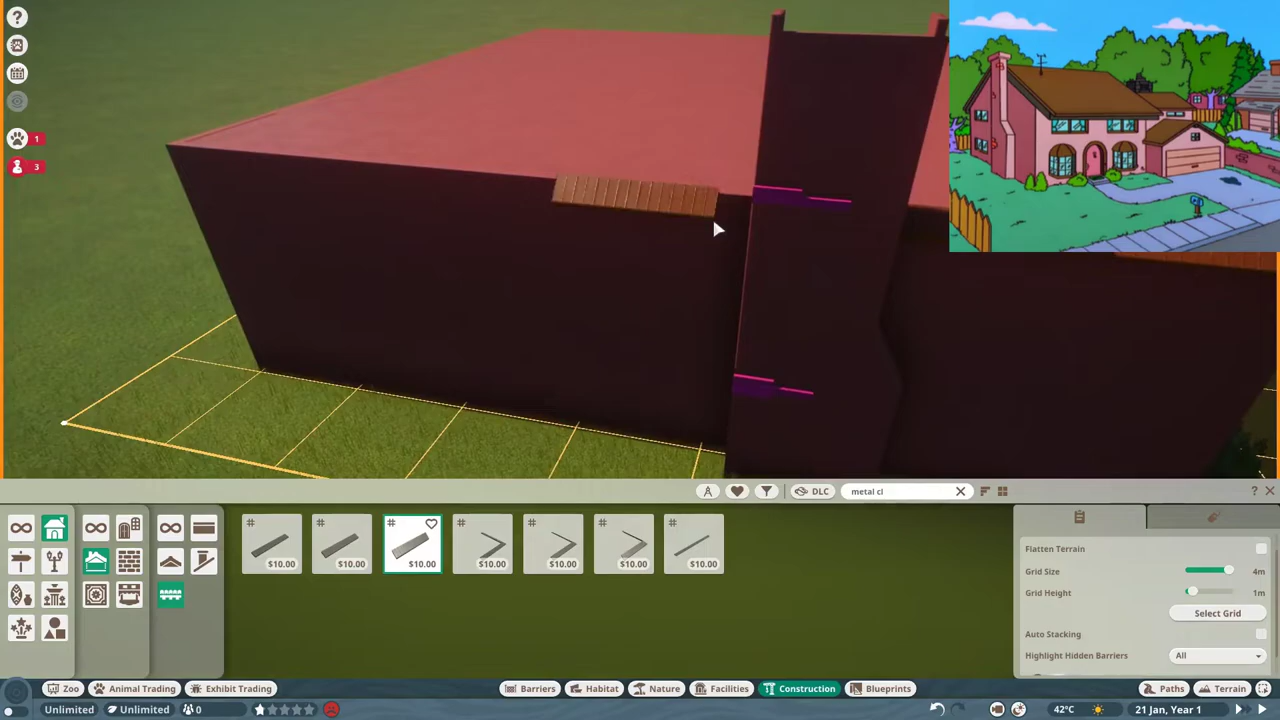 ?
1
3
DLC
metal cl
?
$10.00
$10.00
$10.00
$10.00
$10.00
$10.00
$10.00
Flatten Terrain
Grid Size
4m
Grid Height
1m
Select Grid
Auto Stacking
Highlight Hidden Barriers
All
Zoo
Animal Trading
Exhibit Trading
Barriers
Habitat
Nature
Facilities
Construction
Blueprints
Paths
Terrain
Unlimited
Unlimited
0
42°C
21 Jan, Year 1